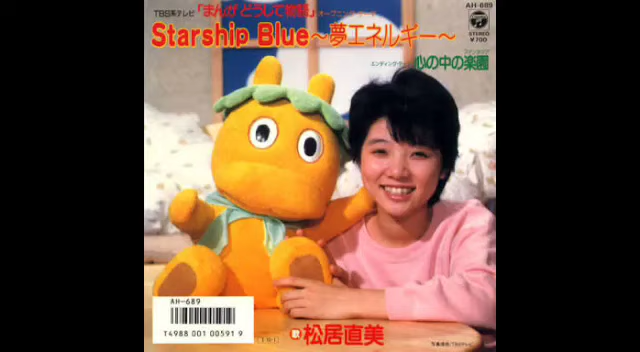 TBS系テレビ「まんがどうして物語」オープニング・テーマ
AH-689
STEREO
¥700
Starship Blue～夢エネルギー～
エンディング・テーマ
心の中の楽園
AH-689
T4988 001 00591 9
歌 松居直美